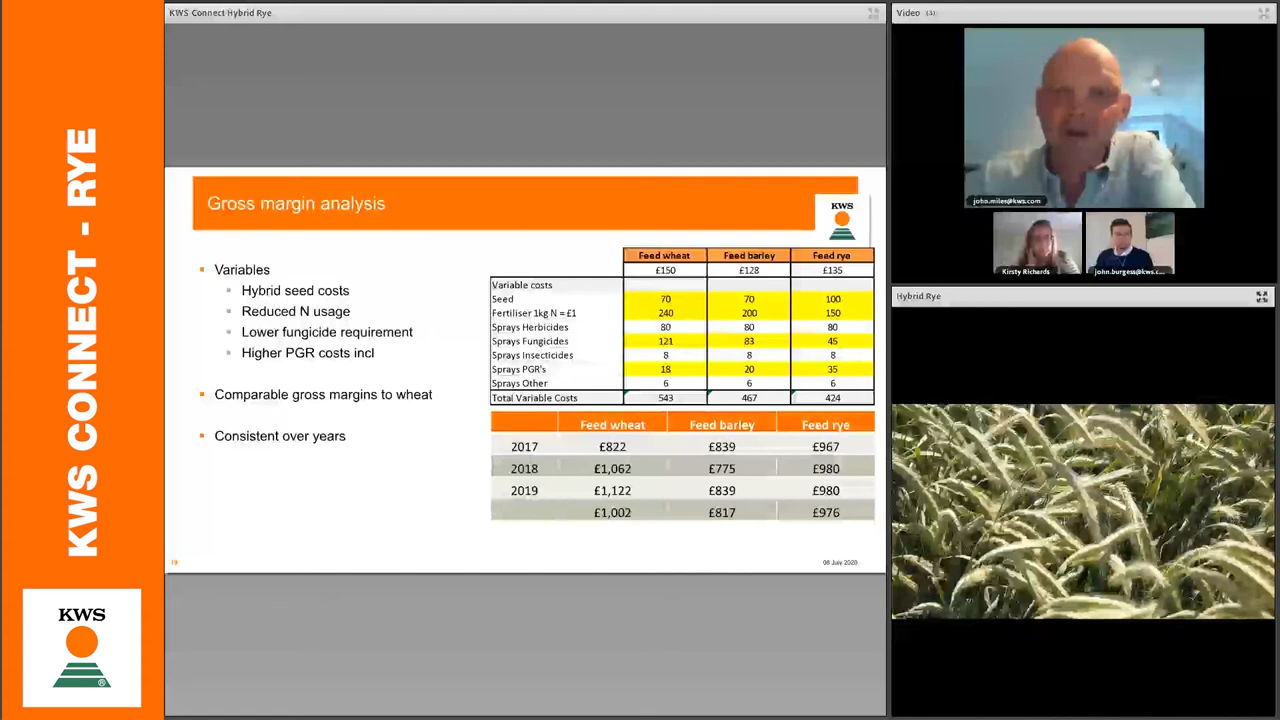 KWS Connect Hybrid Rye
KWS CONNECT - RYE
KWS
®
Gross margin analysis
KWS
Variables
Hybrid seed costs
Reduced N usage
Lower fungicide requirement
Higher PGR costs incl
Comparable gross margins to wheat
Consistent over years
Feed wheat Feed barley Feed rye
£150 £128 £135
Variable costs
Seed 70 70 100
Fertiliser 1kg N = £1 240 200 150
Sprays Herbicides 80 80 80
Sprays Fungicides 121 83 45
Sprays Insecticides 8 8 8
Sprays PGR's 18 20 35
Sprays Other 6 6 6
Total Variable Costs 543 467 424
Feed wheat Feed barley Feed rye
2017 £822 £839 £967
2018 £1,062 £775 £980
2019 £1,122 £839 £980
£1,002 £817 £976
19
08 July 2020
Video (3)
john.miles@kws.com
Kirsty Richards
john.burgess@kws.c...
Hybrid Rye